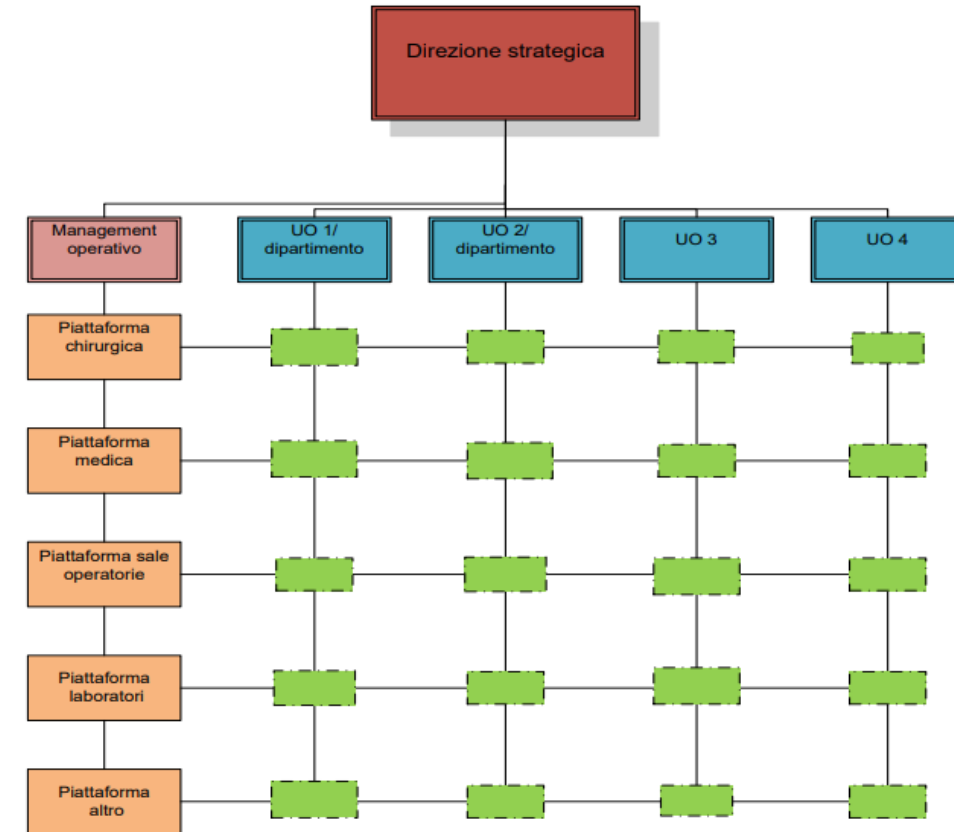 Direzione strategica
Management
operativo
UO 1/
dipartimento
UO 2/
dipartimento
UO 3
UO 4
Piattaforma
chirurgica
Piattaforma
medica
Piattaforma sale
operatorie
Piattaforma
laboratori
Piattaforma
altro